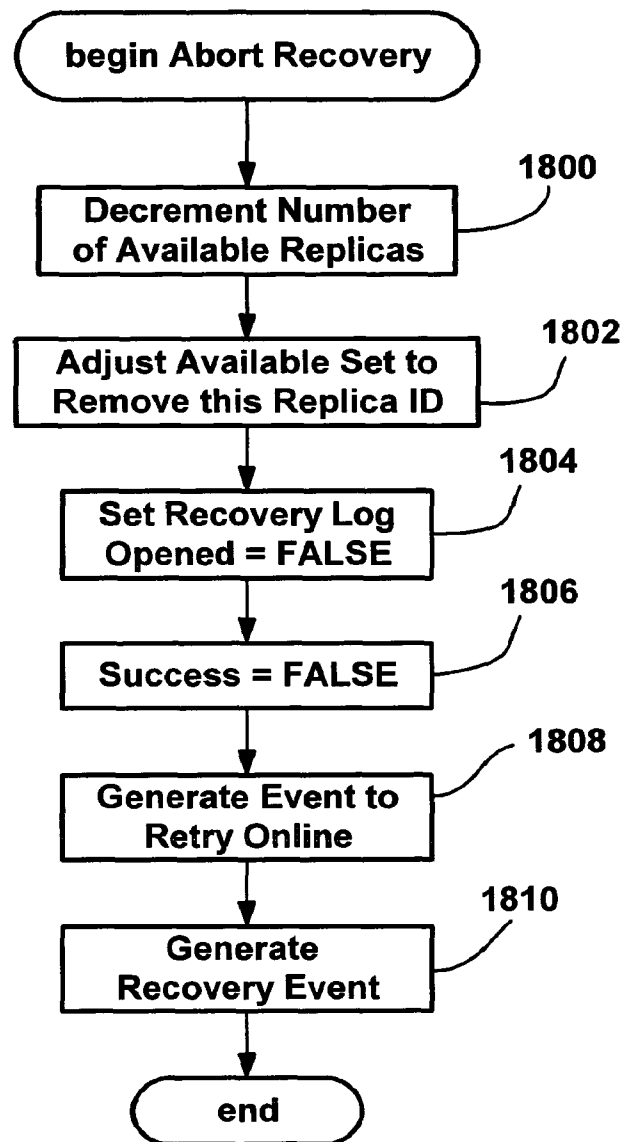 begin Abort Recovery
1800
Decrement Number
of Available Replicas
1802
Adjust Available Set to
Remove this Replica ID
1804
Set Recovery Log
Opened = FALSE
1806
Success = FALSE
1808
Generate Event to
Retry Online
1810
Generate
Recovery Event
end